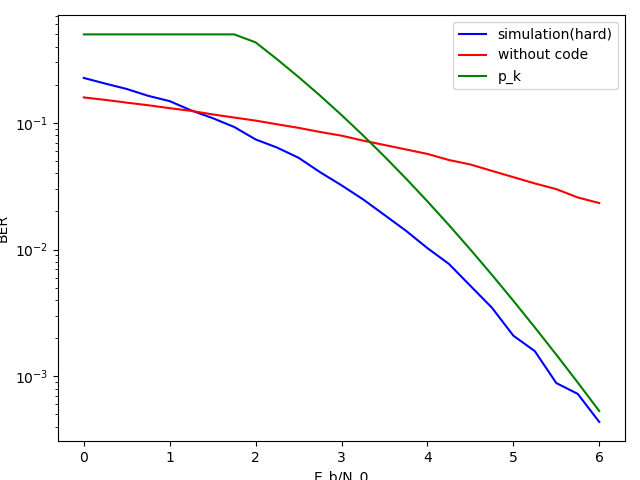 simulation(hard)
without code
p_k
10⁻¹
10⁻²
10⁻³
BER
0 1 2 3 4 5 6
E_b/N_0